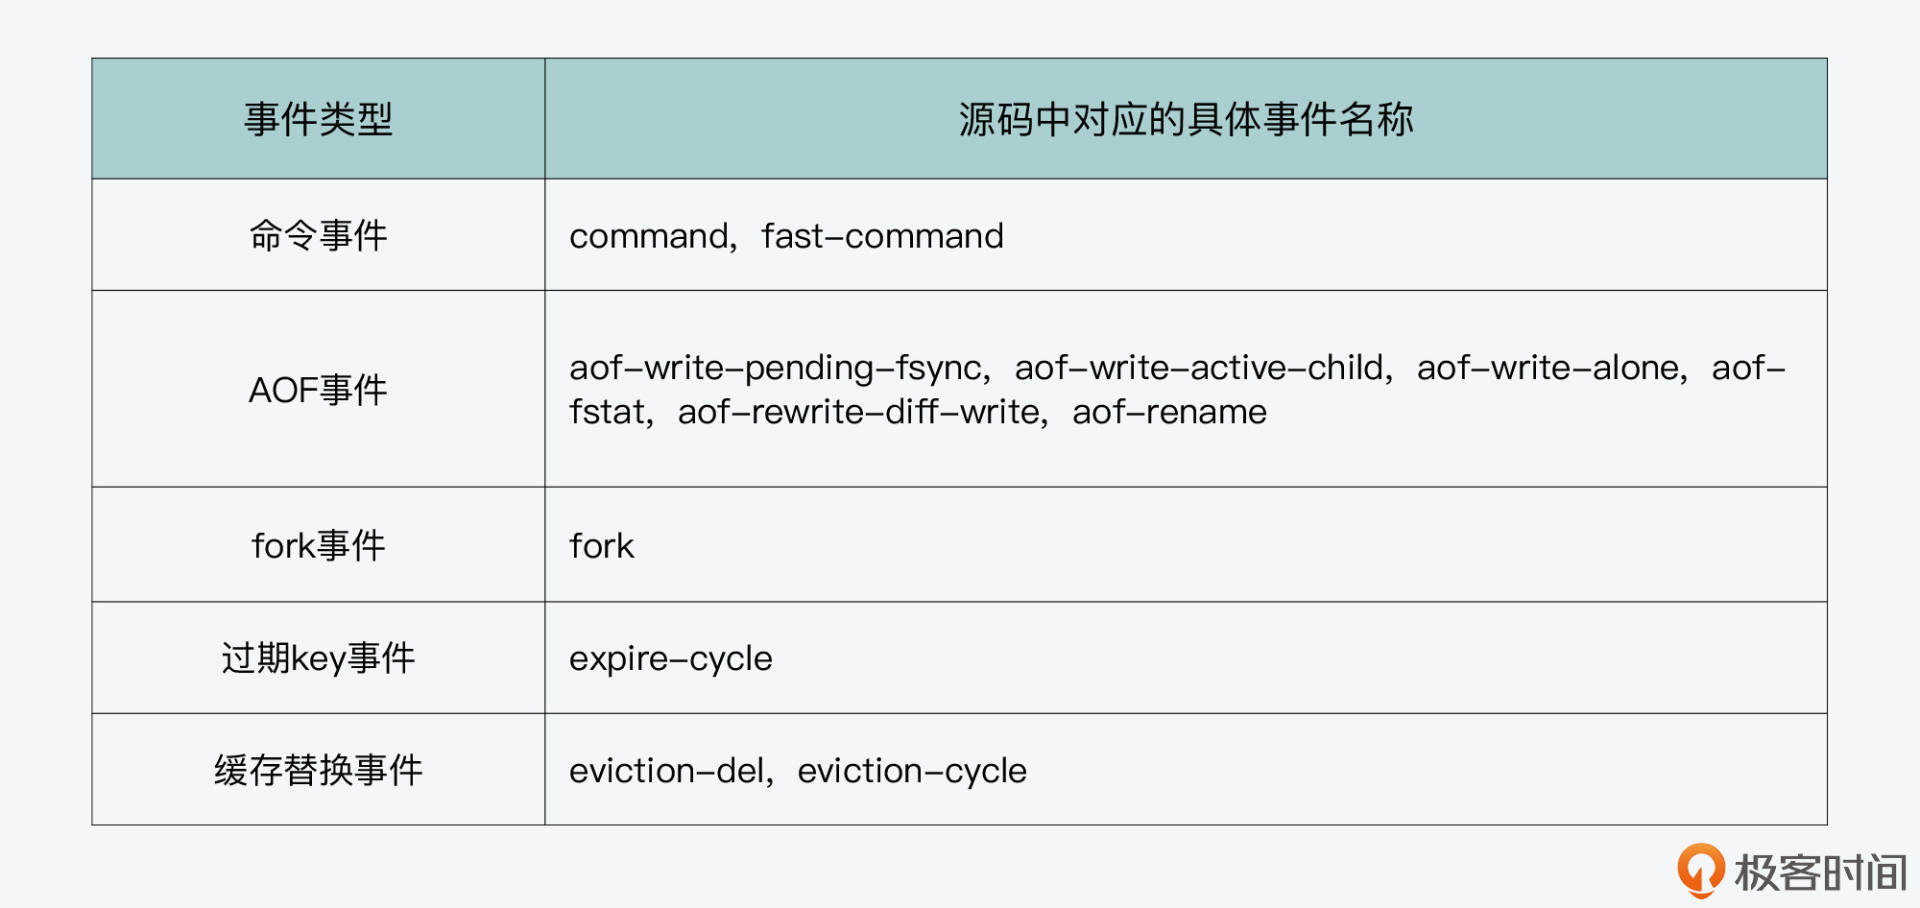 事件类型
源码中对应的具体事件名称
命令事件
command，fast–command
AOF事件
aof–write–pending–fsync，aof–write–active–child，aof–write–alone，aof–
fstat，aof–rewrite–diff–write，aof–rename
fork事件
fork
过期key事件
expire–cycle
缓存替换事件
eviction–del，eviction–cycle
极客时间